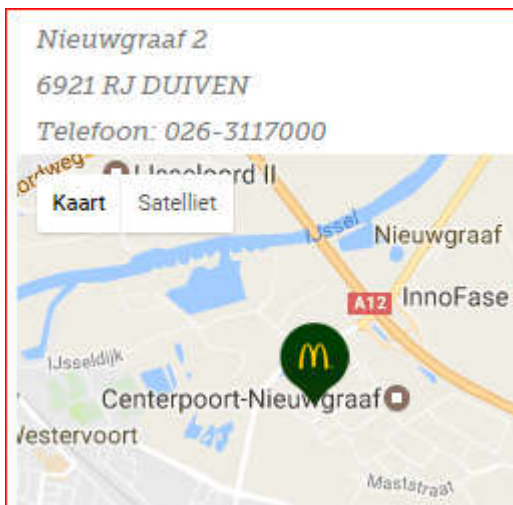 Nieuwgraaf 2
6921 RJ DUIVEN
Telefoon: 026-3117000
IJsseloord II
Kaart
Satelliet
IJssel
Nieuwgraaf
A12
InnoFase
IJsseldijk
Centerpoort-Nieuwgraaf
Westervoort
Maststraat